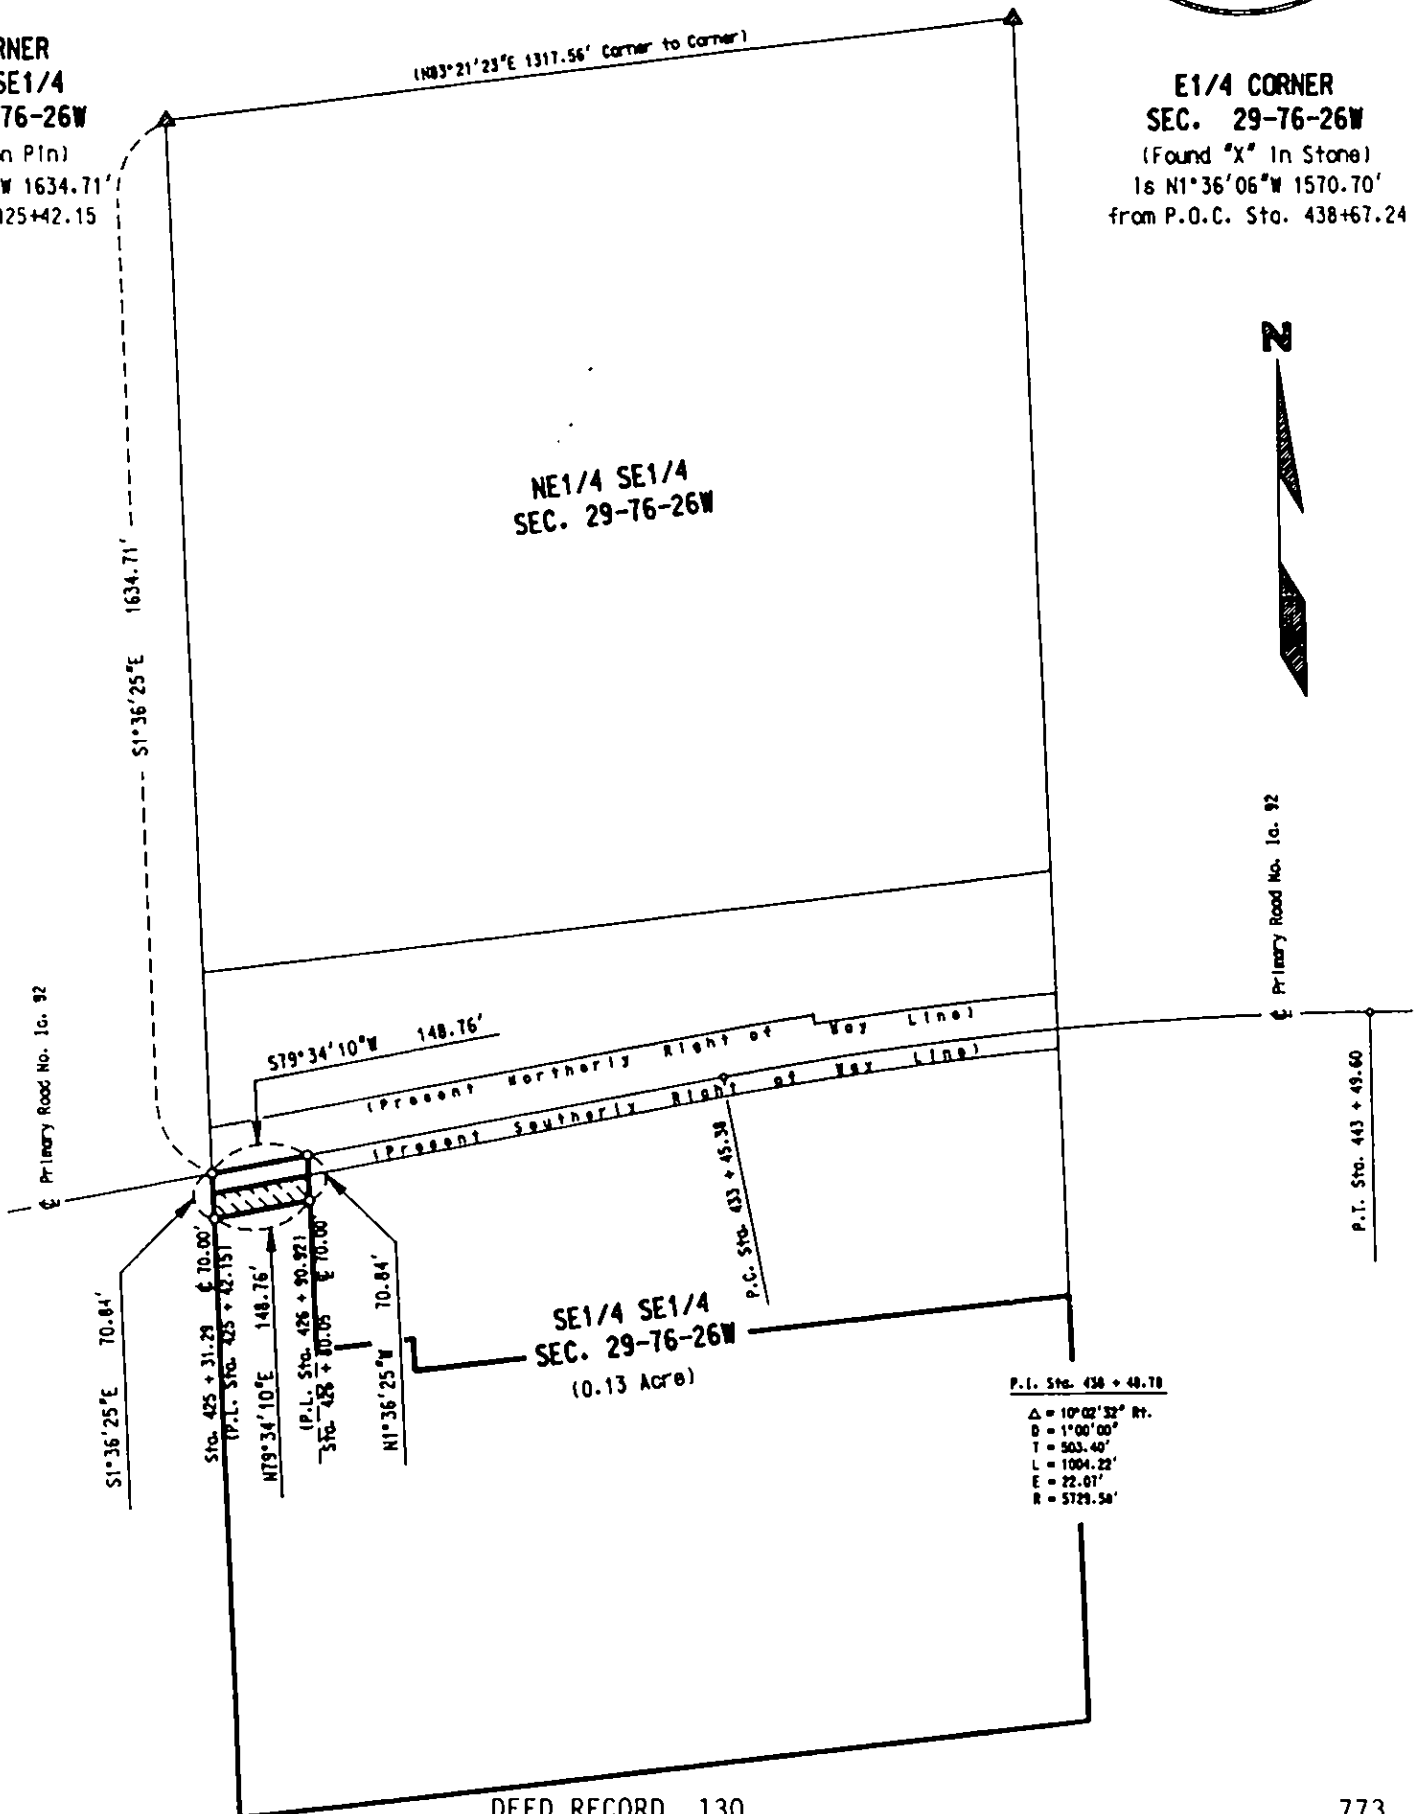 RNER
SE1/4
76-26W
n Pin)
W 1634.71'
125+42.15
(N83°21'23"E 1317.56' Corner to Corner)
E1/4 CORNER
SEC. 29-76-26W
(Found "X" In Stone)
Is N1°36'06"W 1570.70'
from P.O.C. Sta. 438+67.24
N
S1°36'25"E 1634.71'
NE1/4 SE1/4
SEC. 29-76-26W
℄ Primary Road No. Ia. 92
℄ Primary Road No. Ia. 92
S79°34'10"W 148.76'
(Present Northerly Right of Way Line)
(Present Southerly Right of Way Line)
P.C. Sta. 433 + 45.38
P.T. Sta. 443 + 49.60
S1°36'25"E 70.84'
Sta. 425 + 31.29 ℄ 70.00'
(P.L. Sta. 425 + 42.15)
N79°34'10"E 148.76'
(P.L. Sta. 426 + 90.92)
Sta. 426 + 80.05 ℄ 70.00'
N1°36'25"W 70.84'
SE1/4 SE1/4
SEC. 29-76-26W
(0.13 Acre)
P.I. Sta. 438 + 48.78
Δ = 10°02'32" Rt.
D = 1°00'00"
T = 503.40'
L = 1004.22'
E = 22.07'
R = 5729.58'
DEED RECORD 130
773